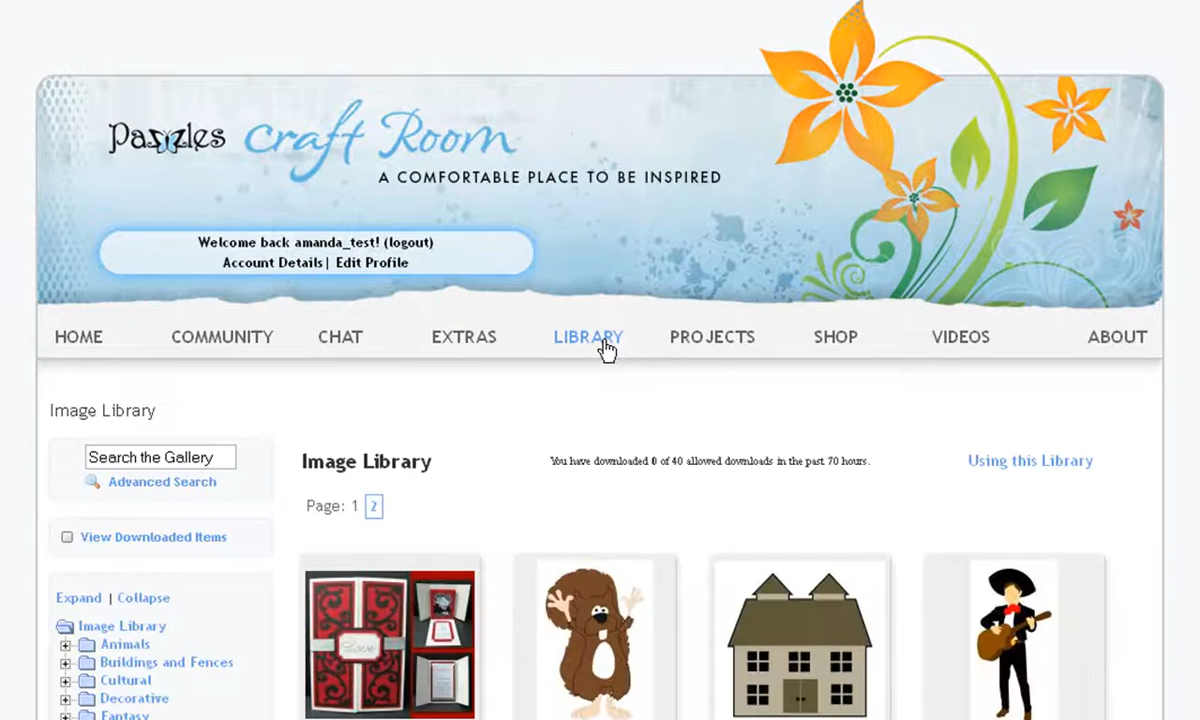 Pazzles craft Room
A COMFORTABLE PLACE TO BE INSPIRED
Welcome back amanda_test! (logout)
Account Details| Edit Profile
HOME COMMUNITY CHAT EXTRAS LIBRARY PROJECTS SHOP VIDEOS ABOUT
Image Library
Search the Gallery
Advanced Search
View Downloaded Items
Expand | Collapse
Image Library
Animals
Buildings and Fences
Cultural
Decorative
Fantasy
Image Library
You have downloaded 0 of 40 allowed downloads in the past 70 hours.
Using this Library
Page: 1 2
Love